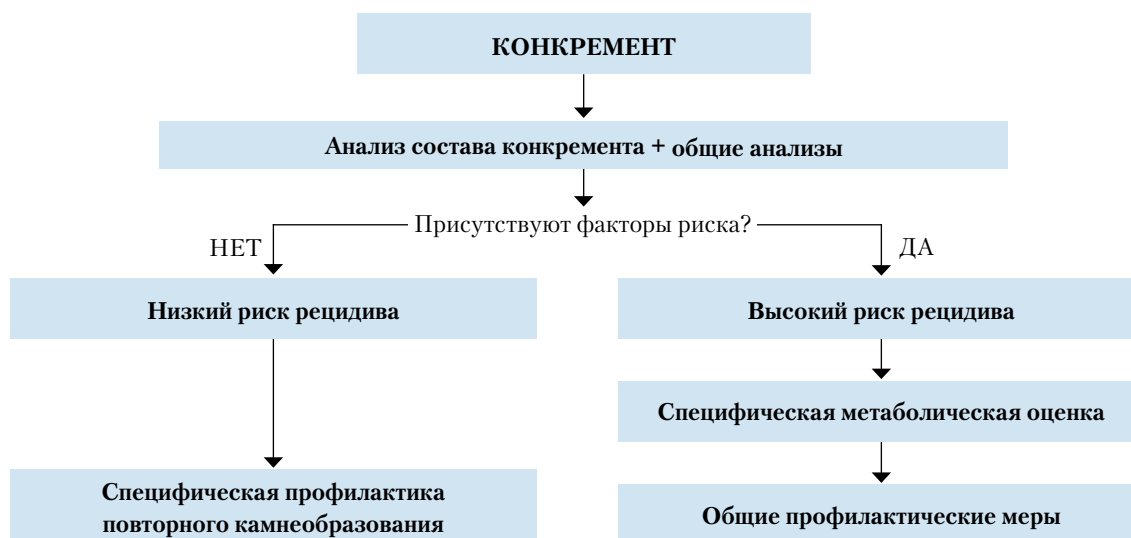 КОНКРЕМЕНТ
Анализ состава конкремента + общие анализы
Присутствуют факторы риска?
НЕТ
ДА
Низкий риск рецидива
Высокий риск рецидива
Специфическая метаболическая оценка
Специфическая профилактика
повторного камнеобразования
Общие профилактические меры